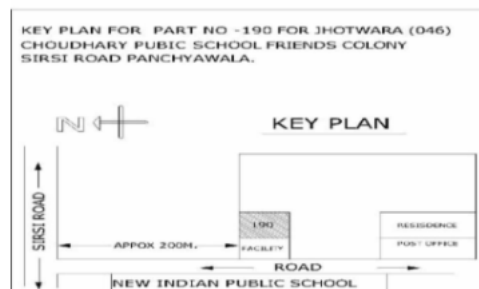 KEY PLAN FOR PART NO -190 FOR JHOTWARA (046)
CHOUDHARY PUBIC SCHOOL FRIENDS COLONY
SIRSI ROAD PANCHYAWALA.
N
KEY PLAN
SIRSI ROAD
190
RESISDENCE
APPOX 200M.
FACILITY
POST OFFICE
ROAD
NEW INDIAN PUBLIC SCHOOL